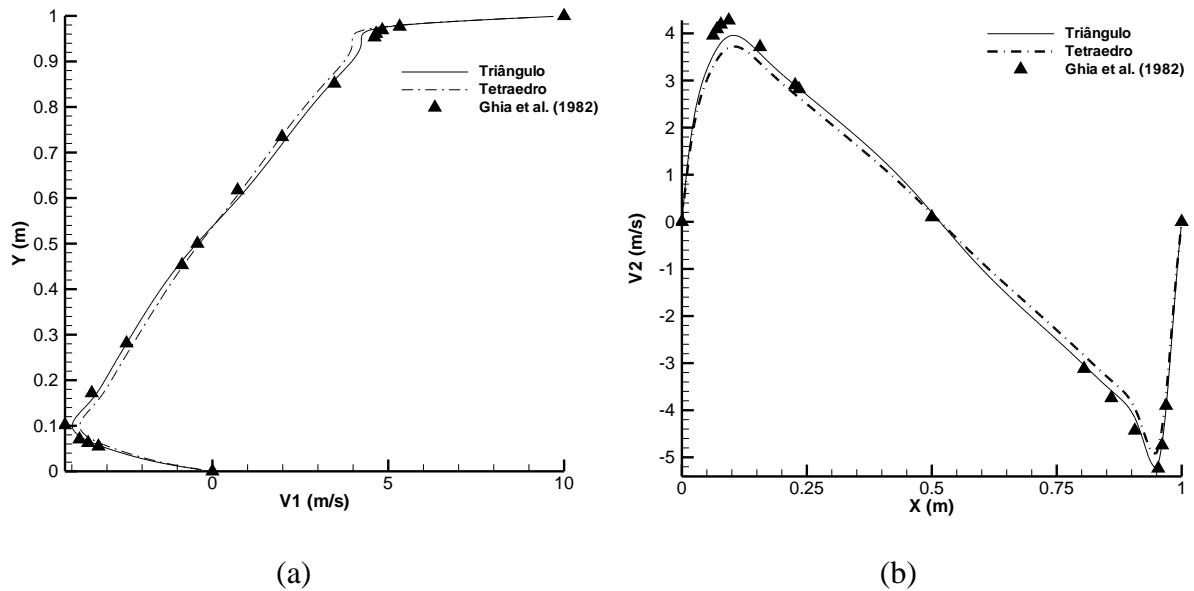 1
0.9
0.8
0.7
0.6
0.5
0.4
0.3
0.2
0.1
0
Y (m)
0
5
10
V1 (m/s)
Triângulo
Tetraedro
Ghia et al. (1982)
(a)
4
3
2
1
0
-1
-2
-3
-4
-5
V2 (m/s)
0
0.25
0.5
0.75
1
X (m)
Triângulo
Tetraedro
Ghia et al. (1982)
(b)